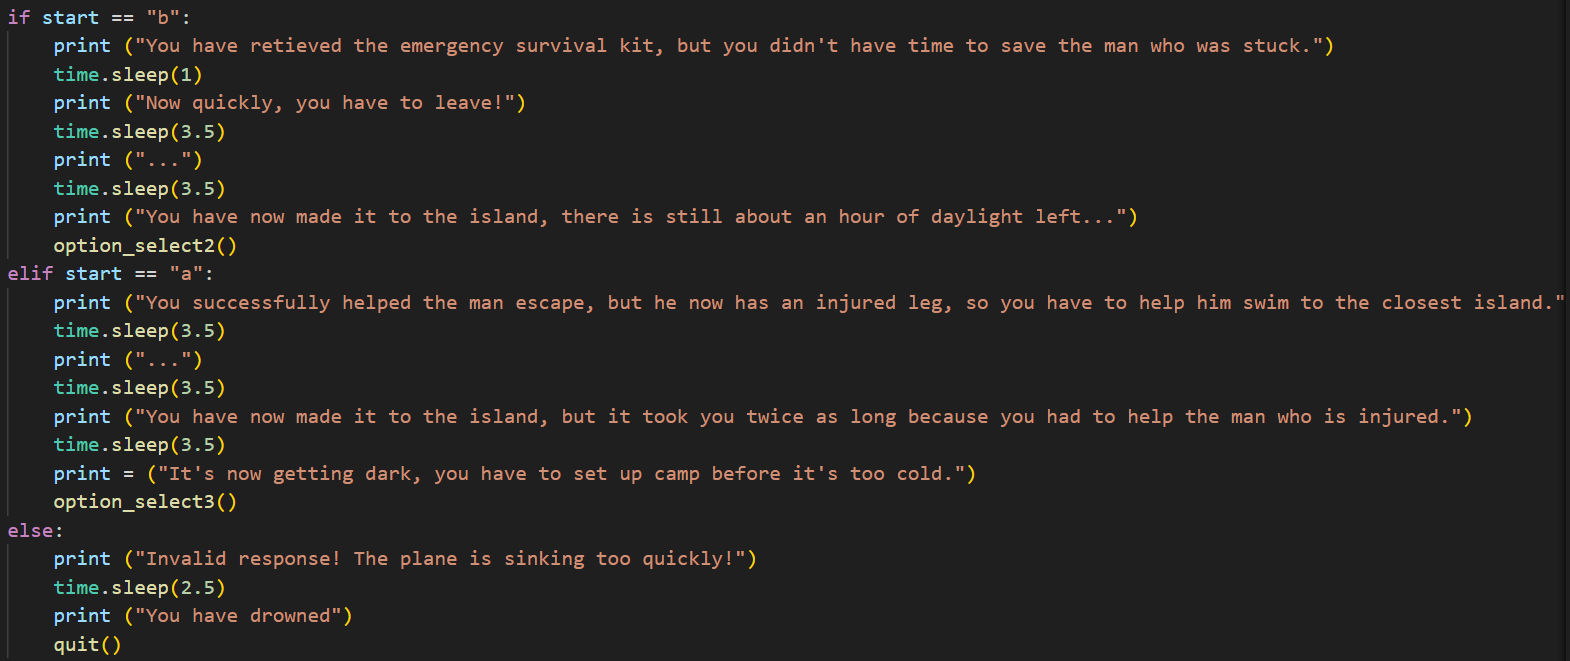 if start == "b":
    print ("You have retieved the emergency survival kit, but you didn't have time to save the man who was stuck.")
    time.sleep(1)
    print ("Now quickly, you have to leave!")
    time.sleep(3.5)
    print ("...")
    time.sleep(3.5)
    print ("You have now made it to the island, there is still about an hour of daylight left...")
    option_select2()
elif start == "a":
    print ("You successfully helped the man escape, but he now has an injured leg, so you have to help him swim to the closest island."
    time.sleep(3.5)
    print ("...")
    time.sleep(3.5)
    print ("You have now made it to the island, but it took you twice as long because you had to help the man who is injured.")
    time.sleep(3.5)
    print = ("It's now getting dark, you have to set up camp before it's too cold.")
    option_select3()
else:
    print ("Invalid response! The plane is sinking too quickly!")
    time.sleep(2.5)
    print ("You have drowned")
    quit()